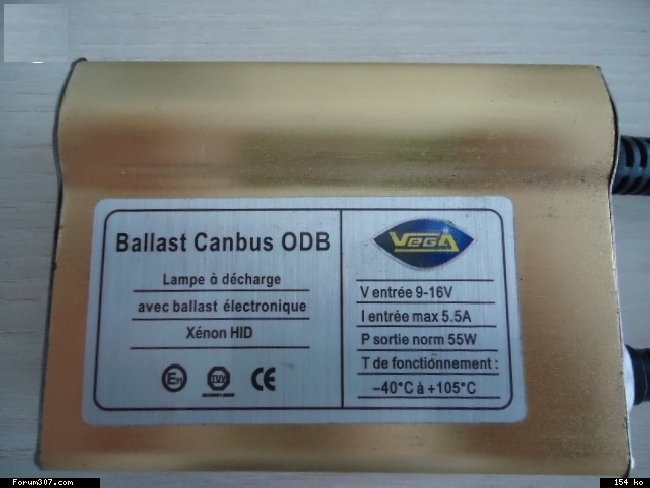 Ballast Canbus ODB
Lampe à décharge
avec ballast électronique
Xénon HID
CE
VEGA
V entrée 9-16V
I entrée max 5.5A
P sortie norm 55W
T de fonctionnement :
−40°C à +105°C
Forum307.com
154 ko